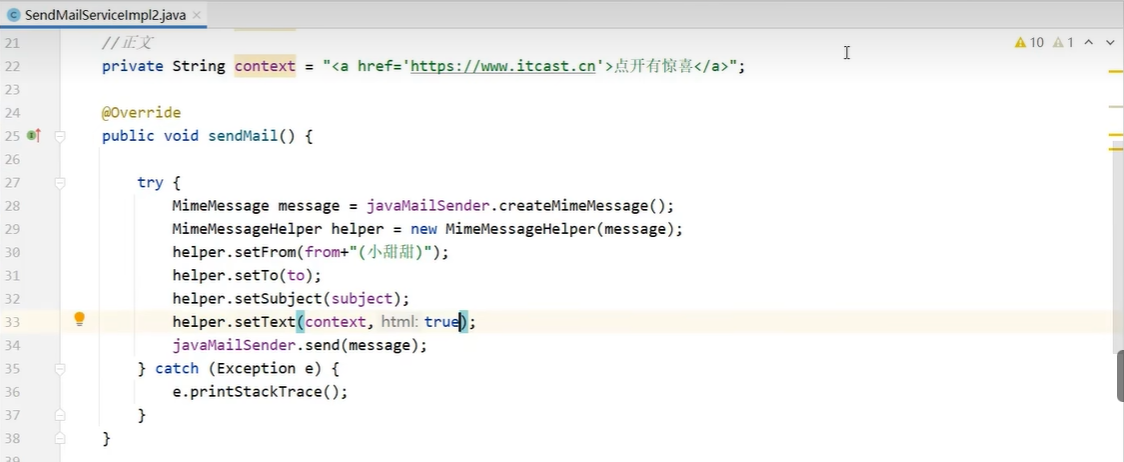 SendMailServiceImpl2.java
10 1
21 //正文
22 private String context = "<a href='https://www.itcast.cn'>点开有惊喜</a>";
23
24 @Override
25 public void sendMail() {
26
27 try {
28 MimeMessage message = javaMailSender.createMimeMessage();
29 MimeMessageHelper helper = new MimeMessageHelper(message);
30 helper.setFrom(from+"(小甜甜)");
31 helper.setTo(to);
32 helper.setSubject(subject);
33 helper.setText(context, html: true);
34 javaMailSender.send(message);
35 } catch (Exception e) {
36 e.printStackTrace();
37 }
38 }
39